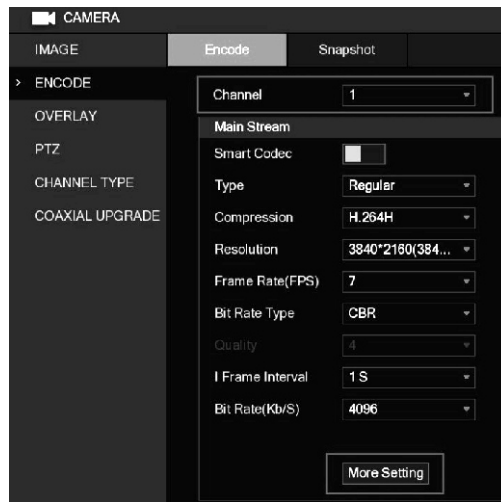 CAMERA
IMAGE
Encode Snapshot
> ENCODE
Channel 1
OVERLAY
Main Stream
PTZ
Smart Codec
CHANNEL TYPE
Type Regular
COAXIAL UPGRADE
Compression H.264H
Resolution 3840*2160(384...
Frame Rate(FPS) 7
Bit Rate Type CBR
Quality 4
I Frame Interval 1 S
Bit Rate(Kb/S) 4096
More Setting